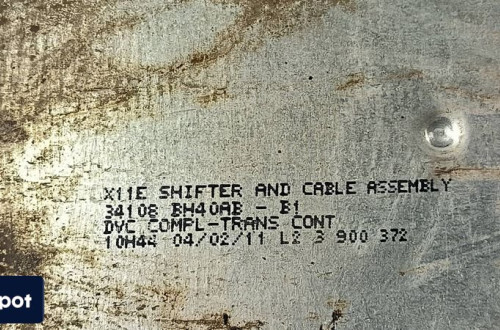 X11E SHIFTER AND CABLE ASSEMBLY
34108 BH40AB - B1
DVC COMPL-TRANS CONT
10H44 04/02/11 L2 3 900 372
pot